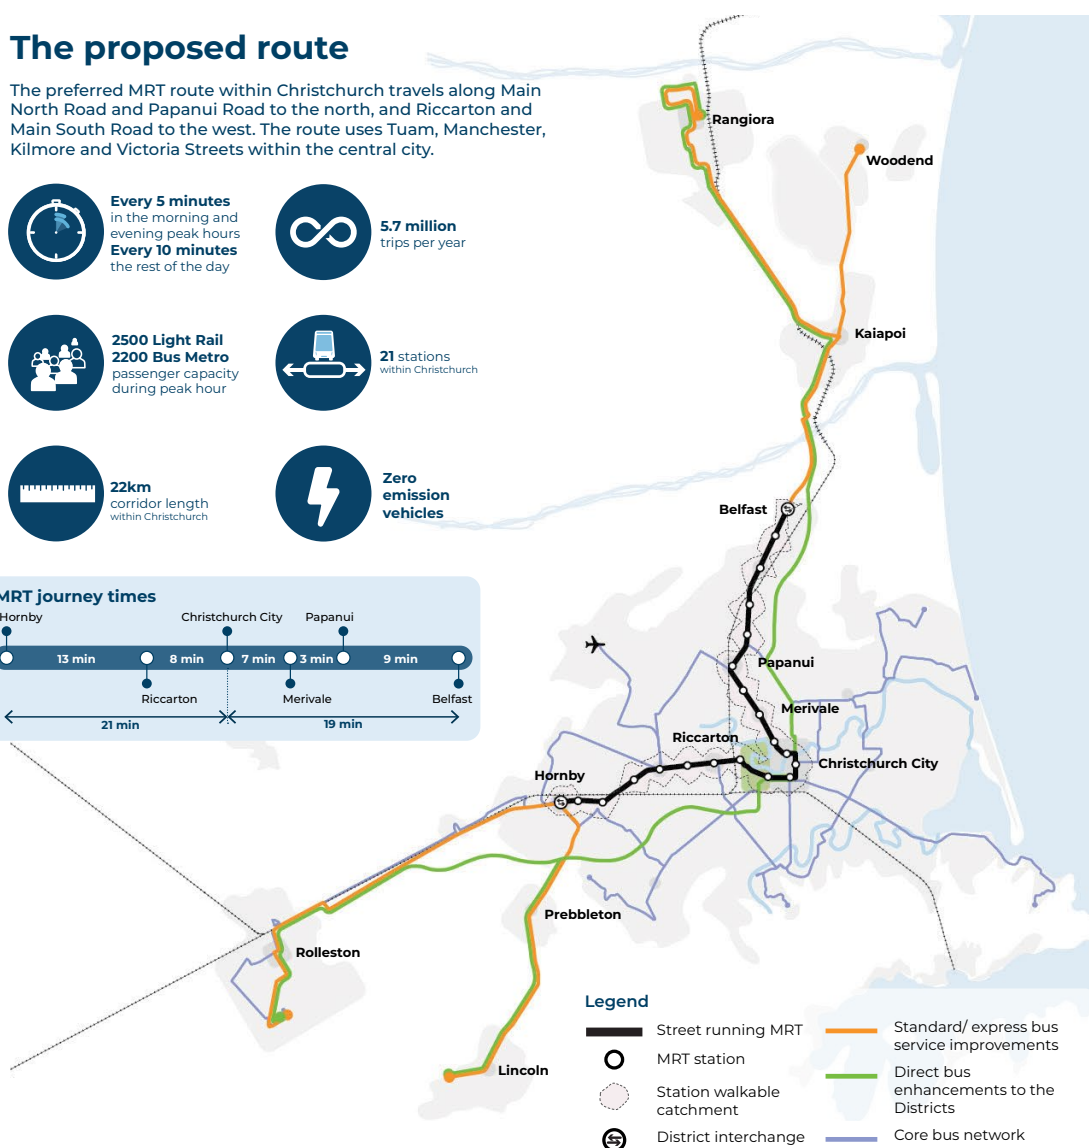 The proposed route
The preferred MRT route within Christchurch travels along Main
North Road and Papanui Road to the north, and Riccarton and
Main South Road to the west. The route uses Tuam, Manchester,
Kilmore and Victoria Streets within the central city.
Every 5 minutes
in the morning and
evening peak hours
Every 10 minutes
the rest of the day
5.7 million
trips per year
2500 Light Rail
2200 Bus Metro
passenger capacity
during peak hour
21 stations
within Christchurch
22km
corridor length
within Christchurch
Zero
emission
vehicles
MRT journey times
Hornby
Christchurch City
Papanui
13 min
8 min
7 min
3 min
9 min
Riccarton
Merivale
Belfast
21 min
19 min
Rangiora
Woodend
Kaiapoi
Belfast
Papanui
Merivale
Riccarton
Christchurch City
Hornby
Prebbleton
Rolleston
Lincoln
Legend
Street running MRT
MRT station
Station walkable
catchment
District interchange
Standard/ express bus
service improvements
Direct bus
enhancements to the
Districts
Core bus network